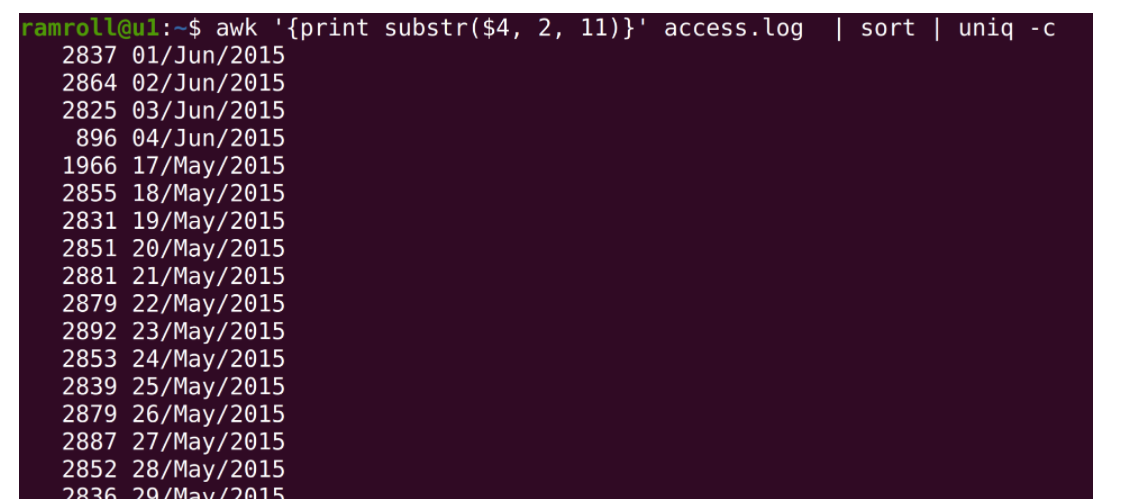 ramroll@u1:~$ awk '{print substr($4, 2, 11)}' access.log  | sort | uniq -c
   2837 01/Jun/2015
   2864 02/Jun/2015
   2825 03/Jun/2015
    896 04/Jun/2015
   1966 17/May/2015
   2855 18/May/2015
   2831 19/May/2015
   2851 20/May/2015
   2881 21/May/2015
   2879 22/May/2015
   2892 23/May/2015
   2853 24/May/2015
   2839 25/May/2015
   2879 26/May/2015
   2887 27/May/2015
   2852 28/May/2015
   2836 29/May/2015